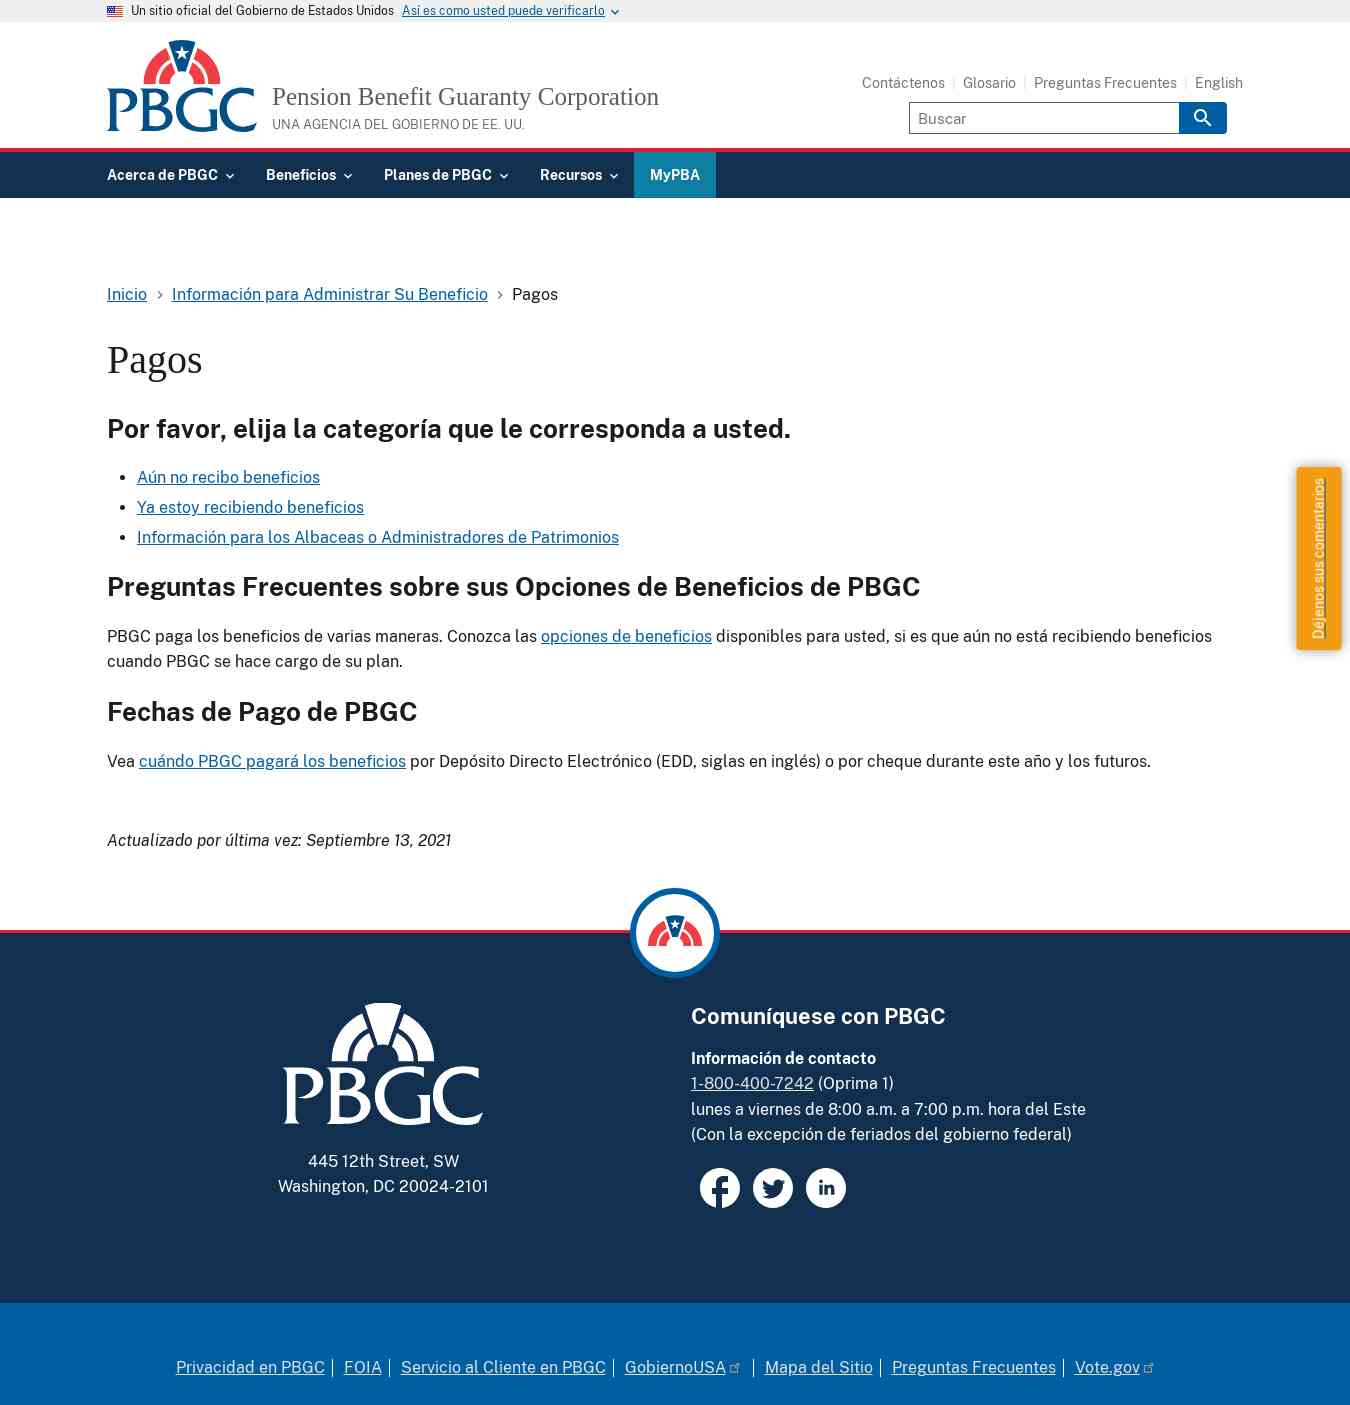 Un sitio oficial del Gobierno de Estados Unidos Así es como usted puede verificarlo
PBGC
Pension Benefit Guaranty Corporation
UNA AGENCIA DEL GOBIERNO DE EE. UU.
Contáctenos Glosario Preguntas Frecuentes English
Buscar
Acerca de PBGC Beneficios Planes de PBGC Recursos MyPBA
Inicio Información para Administrar Su Beneficio Pagos
Pagos
Por favor, elija la categoría que le corresponda a usted.
Aún no recibo beneficios
Ya estoy recibiendo beneficios
Información para los Albaceas o Administradores de Patrimonios
Déjenos sus comentarios
Preguntas Frecuentes sobre sus Opciones de Beneficios de PBGC
PBGC paga los beneficios de varias maneras. Conozca las opciones de beneficios disponibles para usted, si es que aún no está recibiendo beneficios
cuando PBGC se hace cargo de su plan.
Fechas de Pago de PBGC
Vea cuándo PBGC pagará los beneficios por Depósito Directo Electrónico (EDD, siglas en inglés) o por cheque durante este año y los futuros.
Actualizado por última vez: Septiembre 13, 2021
PBGC
445 12th Street, SW
Washington, DC 20024-2101
Comuníquese con PBGC
Información de contacto
1-800-400-7242 (Oprima 1)
lunes a viernes de 8:00 a.m. a 7:00 p.m. hora del Este
(Con la excepción de feriados del gobierno federal)
Privacidad en PBGC FOIA Servicio al Cliente en PBGC GobiernoUSA Mapa del Sitio Preguntas Frecuentes Vote.gov